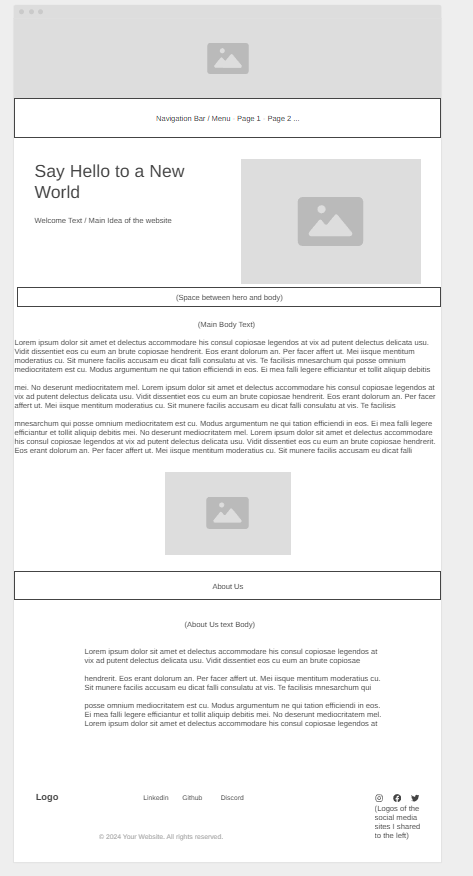 Navigation Bar / Menu · Page 1 · Page 2 ...
Say Hello to a New
World
Welcome Text / Main Idea of the website
(Space between hero and body)
(Main Body Text)
Lorem ipsum dolor sit amet et delectus accommodare his consul copiosae legendos at vix ad putent delectus delicata usu.
Vidit dissentiet eos cu eum an brute copiosae hendrerit. Eos erant dolorum an. Per facer affert ut. Mei iisque mentitum
moderatius cu. Sit munere facilis accusam eu dicat falli consulatu at vis. Te facilisis mnesarchum qui posse omnium
mediocritatem est cu. Modus argumentum ne qui tation efficiendi in eos. Ei mea falli legere efficiantur et tollit aliquip debitis
mei. No deserunt mediocritatem mel. Lorem ipsum dolor sit amet et delectus accommodare his consul copiosae legendos at
vix ad putent delectus delicata usu. Vidit dissentiet eos cu eum an brute copiosae hendrerit. Eos erant dolorum an. Per facer
affert ut. Mei iisque mentitum moderatius cu. Sit munere facilis accusam eu dicat falli consulatu at vis. Te facilisis
mnesarchum qui posse omnium mediocritatem est cu. Modus argumentum ne qui tation efficiendi in eos. Ei mea falli legere
efficiantur et tollit aliquip debitis mei. No deserunt mediocritatem mel. Lorem ipsum dolor sit amet et delectus accommodare
his consul copiosae legendos at vix ad putent delectus delicata usu. Vidit dissentiet eos cu eum an brute copiosae hendrerit.
Eos erant dolorum an. Per facer affert ut. Mei iisque mentitum moderatius cu. Sit munere facilis accusam eu dicat falli
About Us
(About Us text Body)
Lorem ipsum dolor sit amet et delectus accommodare his consul copiosae legendos at
vix ad putent delectus delicata usu. Vidit dissentiet eos cu eum an brute copiosae
hendrerit. Eos erant dolorum an. Per facer affert ut. Mei iisque mentitum moderatius cu.
Sit munere facilis accusam eu dicat falli consulatu at vis. Te facilisis mnesarchum qui
posse omnium mediocritatem est cu. Modus argumentum ne qui tation efficiendi in eos.
Ei mea falli legere efficiantur et tollit aliquip debitis mei. No deserunt mediocritatem mel.
Lorem ipsum dolor sit amet et delectus accommodare his consul copiosae legendos at
Logo
Linkedin Github Discord
(Logos of the
social media
sites I shared
to the left)
© 2024 Your Website. All rights reserved.